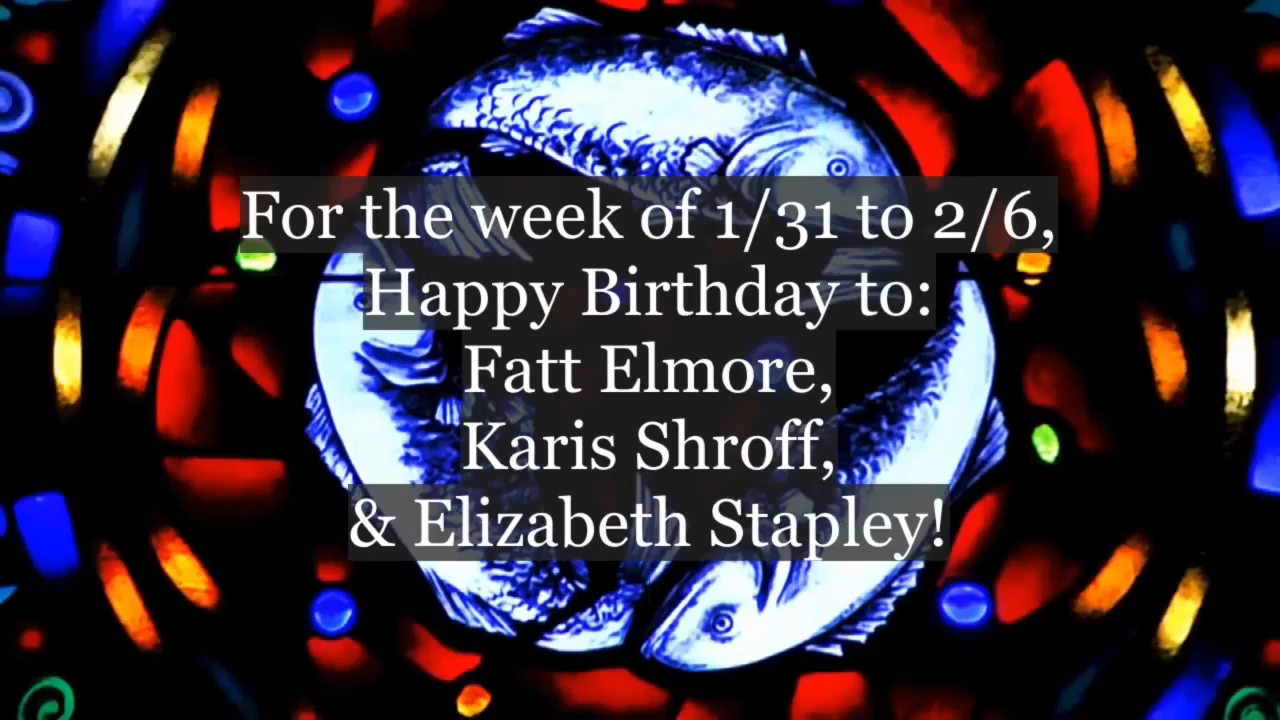 For the week of 1/31 to 2/6,
Happy Birthday to:
Fatt Elmore,
Karis Shroff,
& Elizabeth Stapley!